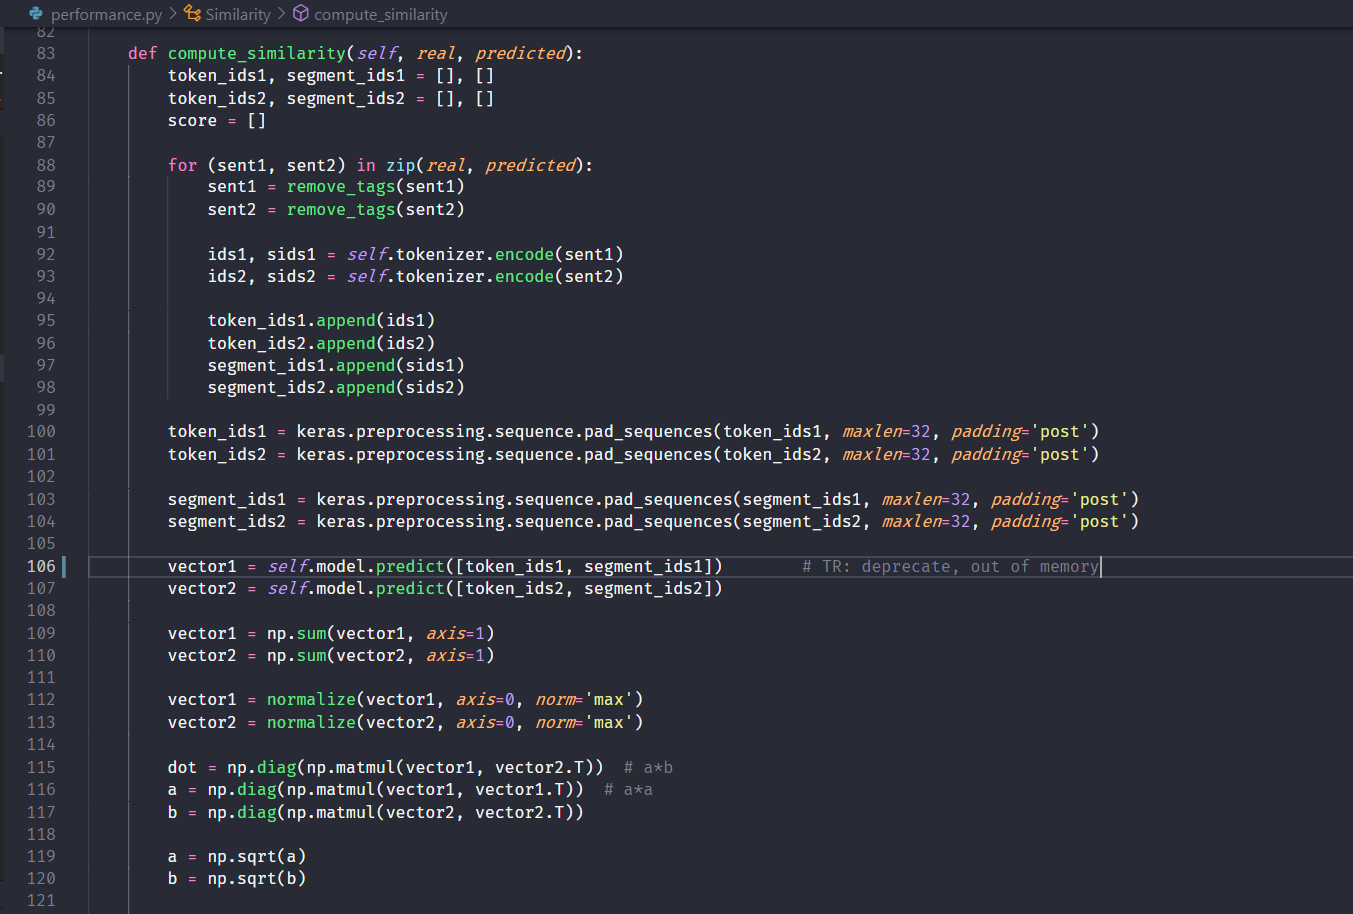 performance.py > Similarity > compute_similarity
82
83 def compute_similarity(self, real, predicted):
84 token_ids1, segment_ids1 = [], []
85 token_ids2, segment_ids2 = [], []
86 score = []
87
88 for (sent1, sent2) in zip(real, predicted):
89 sent1 = remove_tags(sent1)
90 sent2 = remove_tags(sent2)
91
92 ids1, sids1 = self.tokenizer.encode(sent1)
93 ids2, sids2 = self.tokenizer.encode(sent2)
94
95 token_ids1.append(ids1)
96 token_ids2.append(ids2)
97 segment_ids1.append(sids1)
98 segment_ids2.append(sids2)
99
100 token_ids1 = keras.preprocessing.sequence.pad_sequences(token_ids1, maxlen=32, padding='post')
101 token_ids2 = keras.preprocessing.sequence.pad_sequences(token_ids2, maxlen=32, padding='post')
102
103 segment_ids1 = keras.preprocessing.sequence.pad_sequences(segment_ids1, maxlen=32, padding='post')
104 segment_ids2 = keras.preprocessing.sequence.pad_sequences(segment_ids2, maxlen=32, padding='post')
105
106 vector1 = self.model.predict([token_ids1, segment_ids1]) # TR: deprecate, out of memory
107 vector2 = self.model.predict([token_ids2, segment_ids2])
108
109 vector1 = np.sum(vector1, axis=1)
110 vector2 = np.sum(vector2, axis=1)
111
112 vector1 = normalize(vector1, axis=0, norm='max')
113 vector2 = normalize(vector2, axis=0, norm='max')
114
115 dot = np.diag(np.matmul(vector1, vector2.T)) # a*b
116 a = np.diag(np.matmul(vector1, vector1.T)) # a*a
117 b = np.diag(np.matmul(vector2, vector2.T))
118
119 a = np.sqrt(a)
120 b = np.sqrt(b)
121